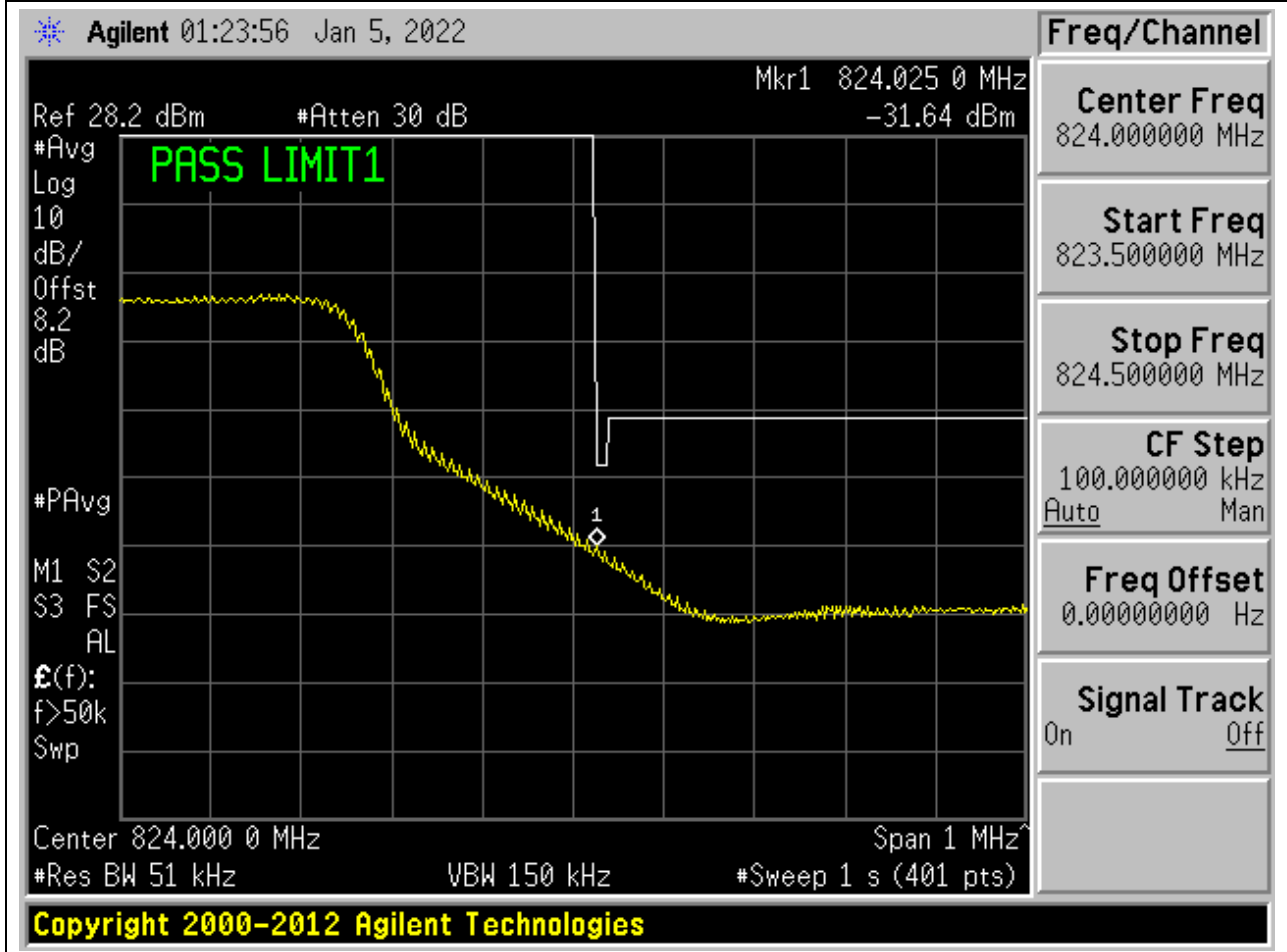 Agilent 01:23:56 Jan 5, 2022
Mkr1 824.025 0 MHz
Ref 28.2 dBm #Atten 30 dB -31.64 dBm
#Avg
Log
10
dB/
Offst
8.2
dB
PASS LIMIT1
#PAvg
1
M1 S2
S3 FS
AL
£(f):
f>50k
Swp
Center 824.000 0 MHz Span 1 MHz^
#Res BW 51 kHz VBW 150 kHz #Sweep 1 s (401 pts)
Copyright 2000-2012 Agilent Technologies
Freq/Channel
Center Freq
824.000000 MHz
Start Freq
823.500000 MHz
Stop Freq
824.500000 MHz
CF Step
100.000000 kHz
Auto Man
Freq Offset
0.00000000 Hz
Signal Track
On Off